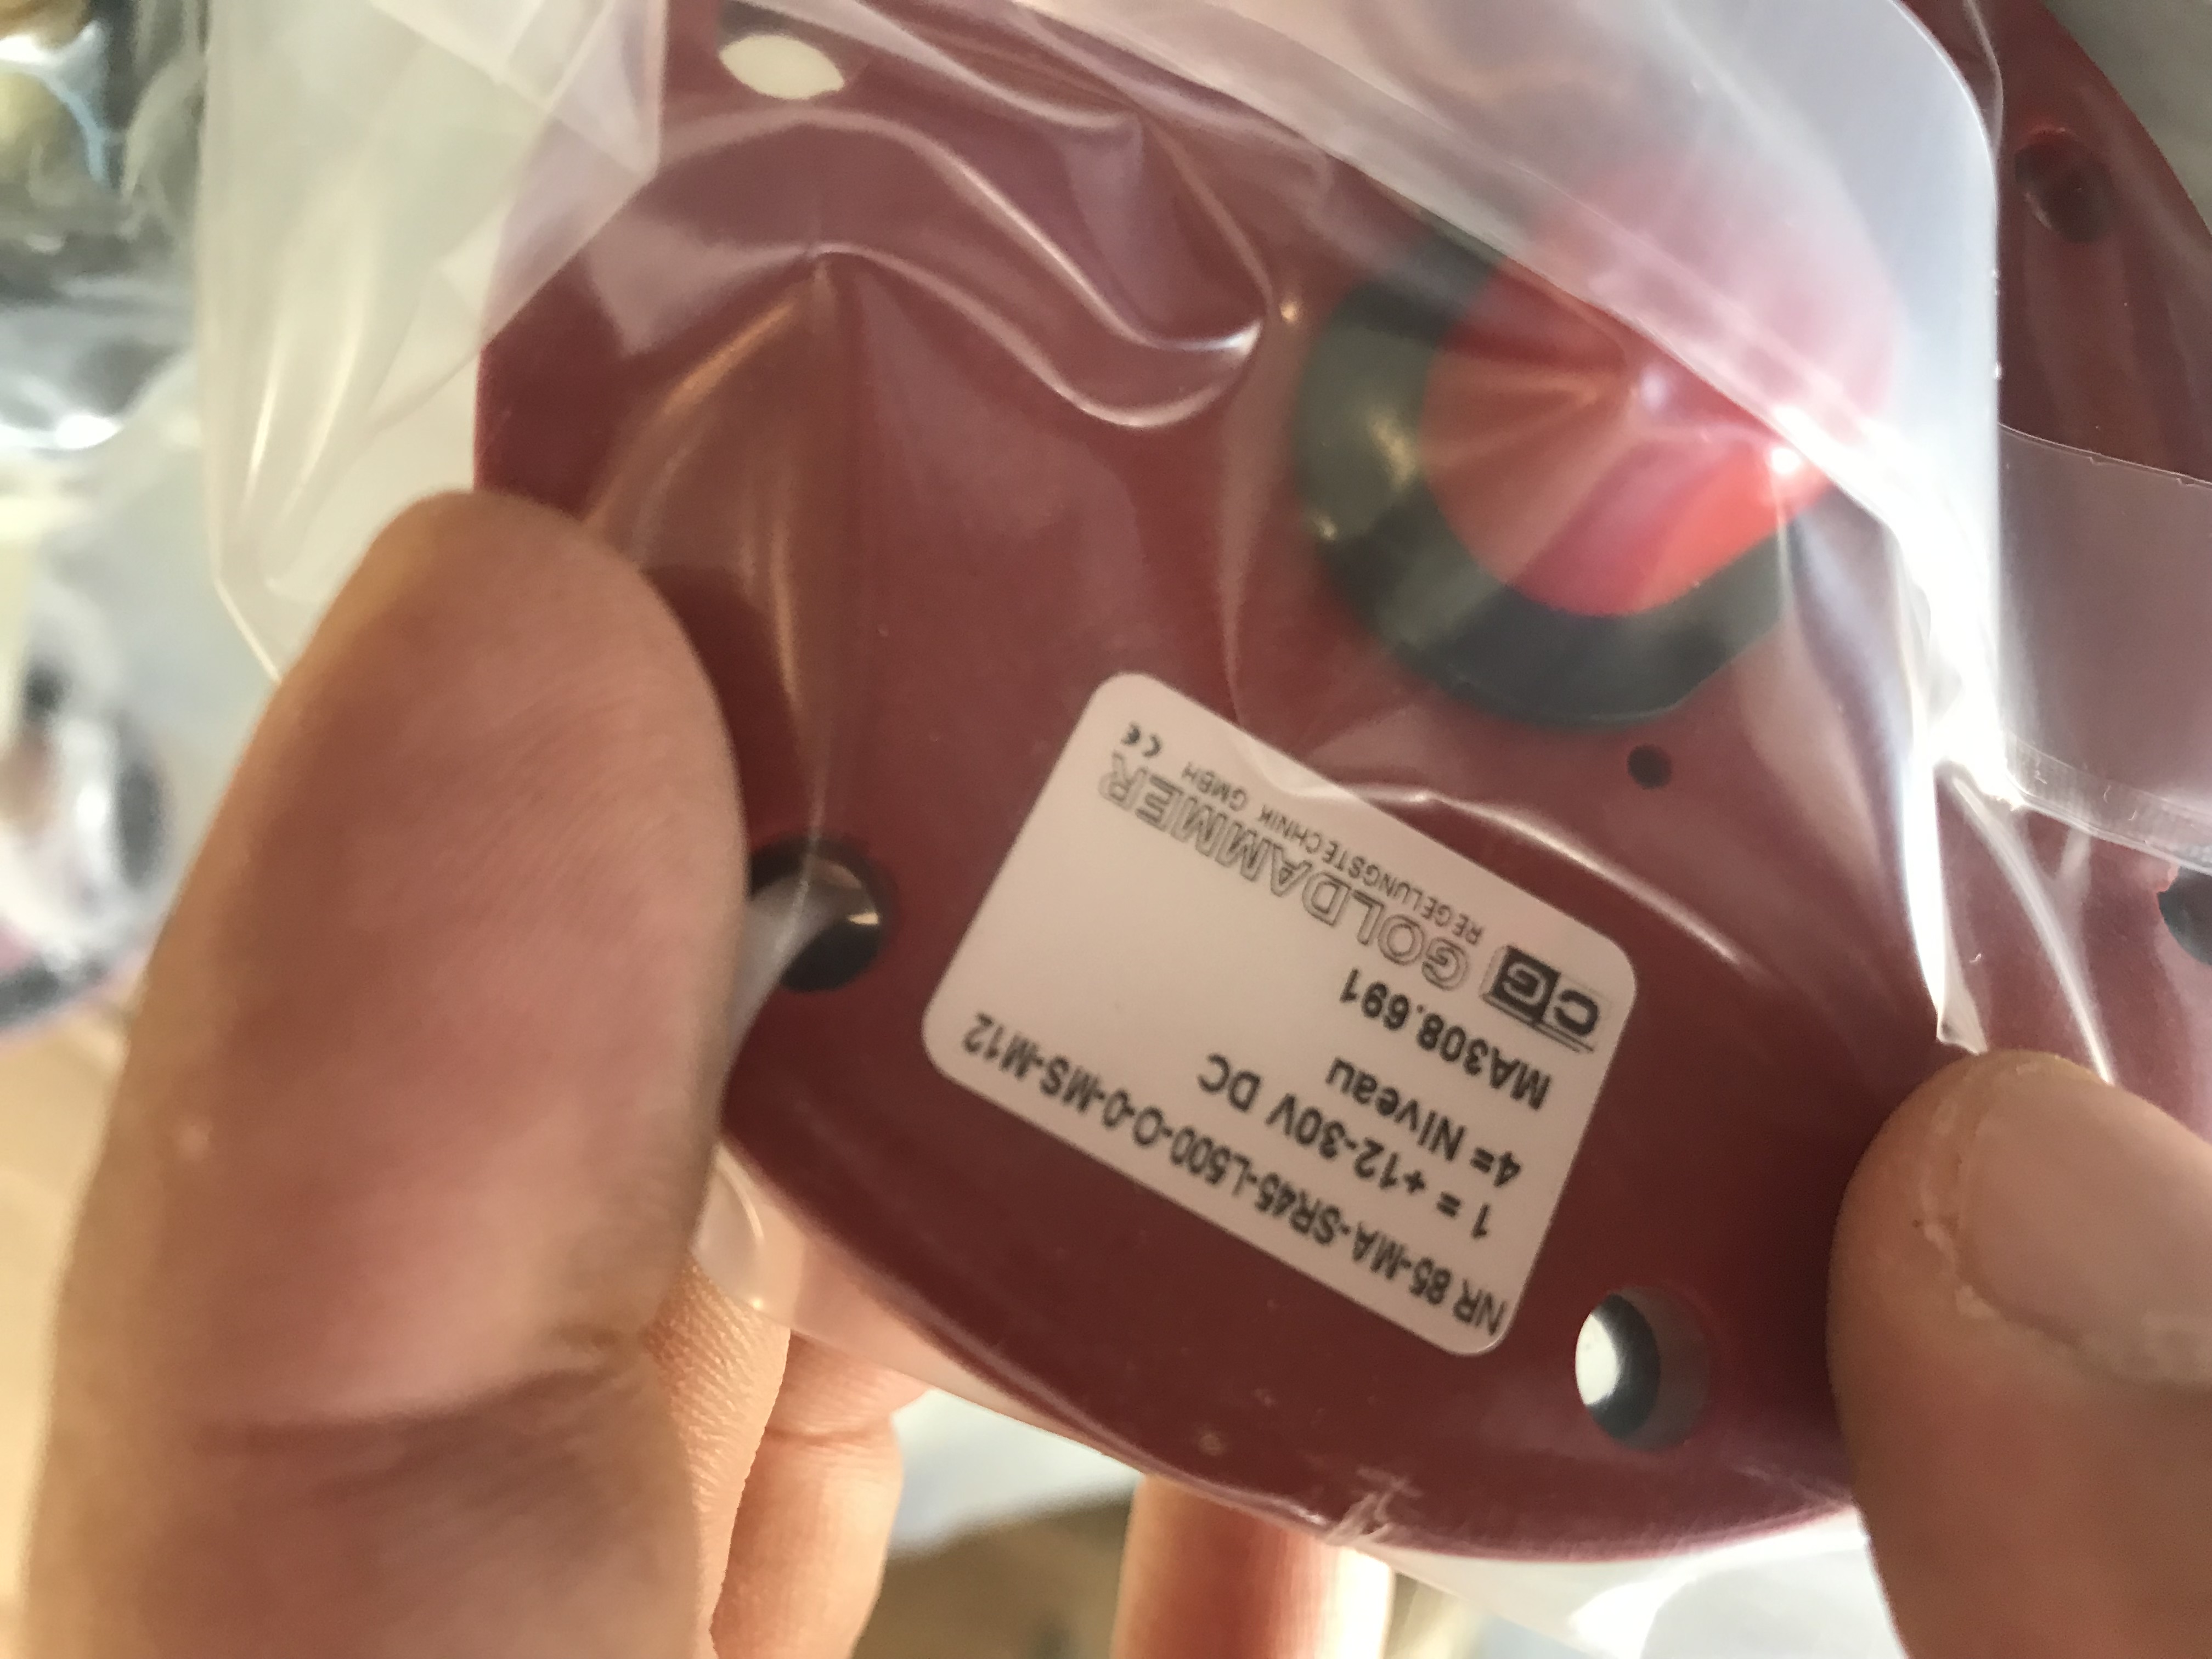 NR 85-MA-SR45-L500-O-0-MS-M12
1 = +12-30V DC
4= NIveau
MA308.691
CG GOLDAMMER
REGELUNGSTECHNIK GMBH CE